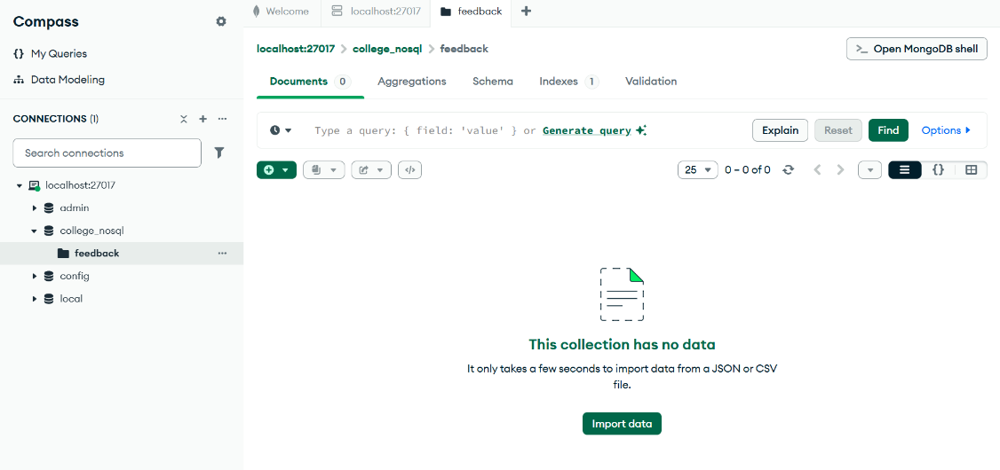 Compass
My Queries
Data Modeling
CONNECTIONS (1)
Search connections
localhost:27017
admin
college_nosql
feedback
config
local
Welcome
localhost:27017
feedback
localhost:27017 > college_nosql > feedback
>_ Open MongoDB shell
Documents 0 Aggregations Schema Indexes 1 Validation
Type a query: { field: 'value' } or Generate query
Explain Reset Find Options
25 0 – 0 of 0
This collection has no data
It only takes a few seconds to import data from a JSON or CSV
file.
Import data